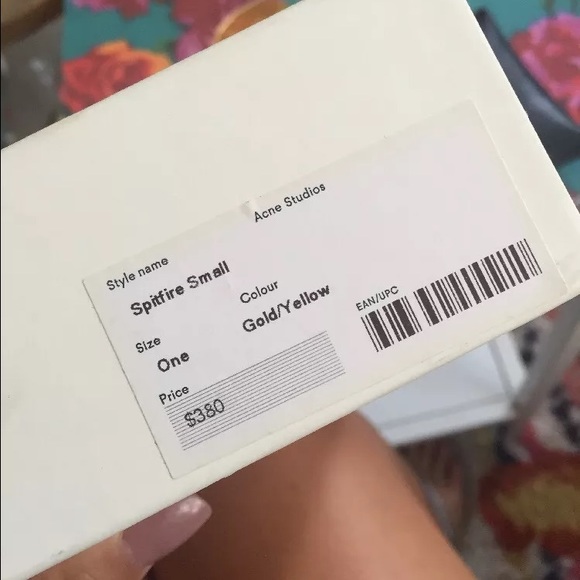 Acne Studios
Style name
Spitfire Small
Size
One
Colour
Gold/Yellow
Price
$380
EAN/UPC